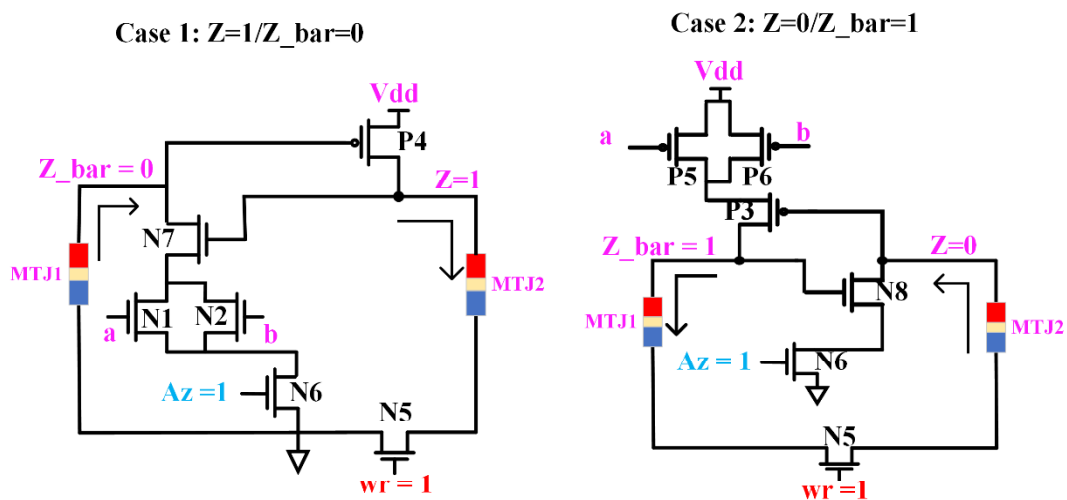 Case 1: Z=1/Z_bar=0
Vdd
P4
Z_bar = 0
Z=1
N7
MTJ1
MTJ2
N1
N2
a
b
Az =1
N6
N5
wr = 1
Case 2: Z=0/Z_bar=1
Vdd
a
b
P5
P6
P3
Z_bar = 1
Z=0
N8
MTJ1
MTJ2
Az = 1
N6
N5
wr =1